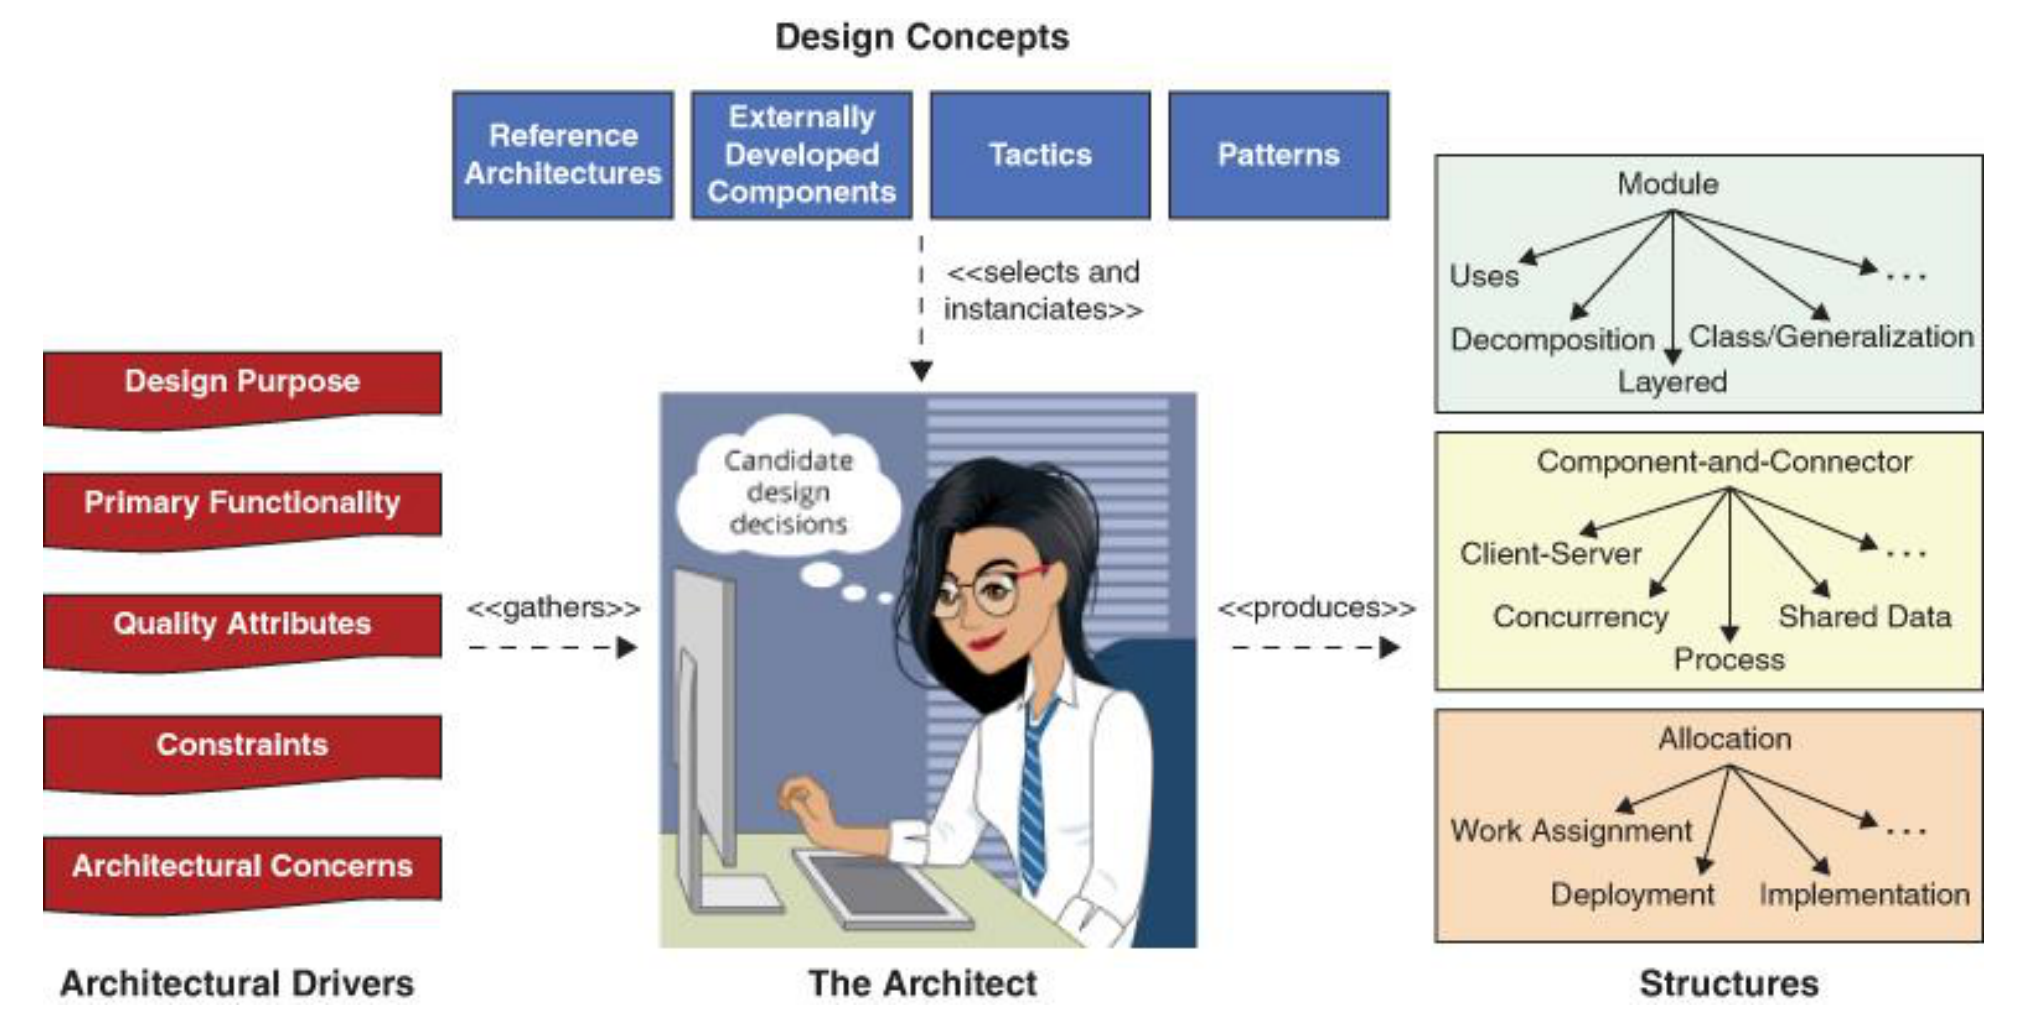 Design Concepts
Reference
Architectures
Externally
Developed
Components
Tactics
Patterns
<<selects and
instanciates>>
Design Purpose
Primary Functionality
Quality Attributes
Constraints
Architectural Concerns
Architectural Drivers
<<gathers>>
Candidate
design
decisions
The Architect
<<produces>>
Module
Uses
...
Decomposition
Class/Generalization
Layered
Component-and-Connector
Client-Server
...
Concurrency
Shared Data
Process
Allocation
Work Assignment
...
Deployment
Implementation
Structures